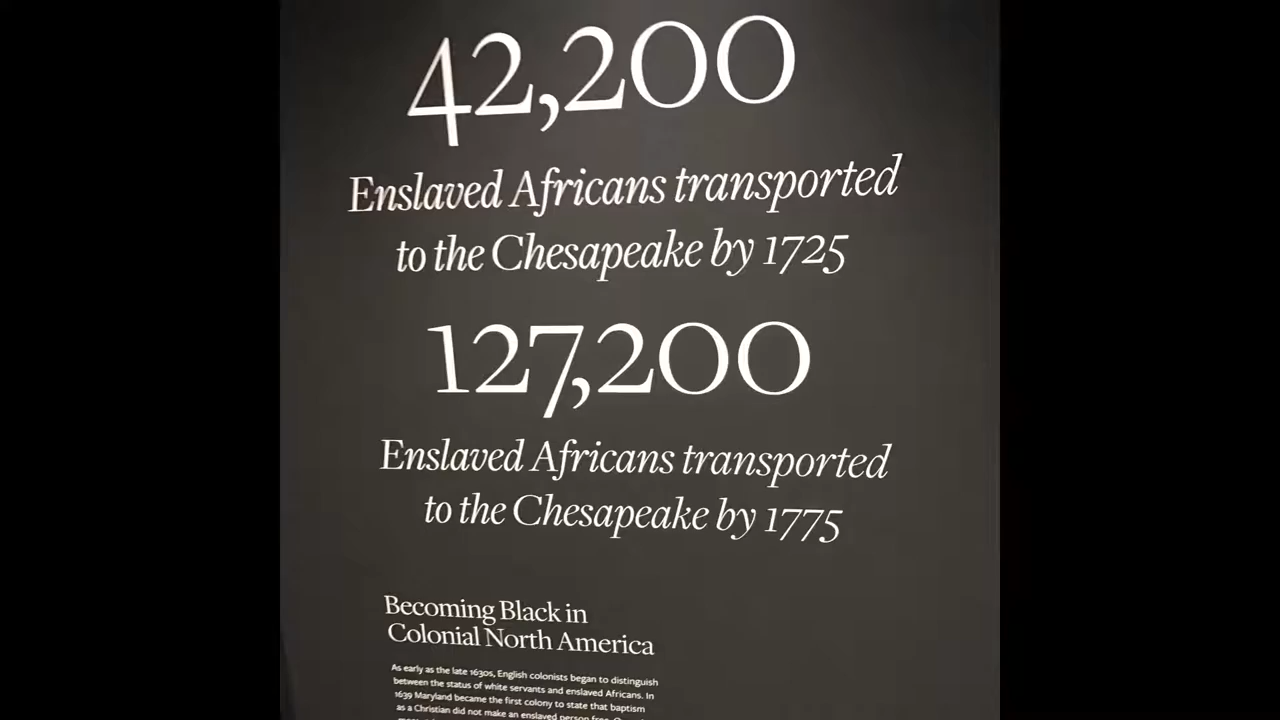 42,200
Enslaved Africans transported
to the Chesapeake by 1725
127,200
Enslaved Africans transported
to the Chesapeake by 1775
Becoming Black in
Colonial North America
As early as the late 1630s, English colonists began to distinguish
between the status of white servants and enslaved Africans. In
1639 Maryland became the first colony to state that baptism
as a Christian did not make an enslaved person free.